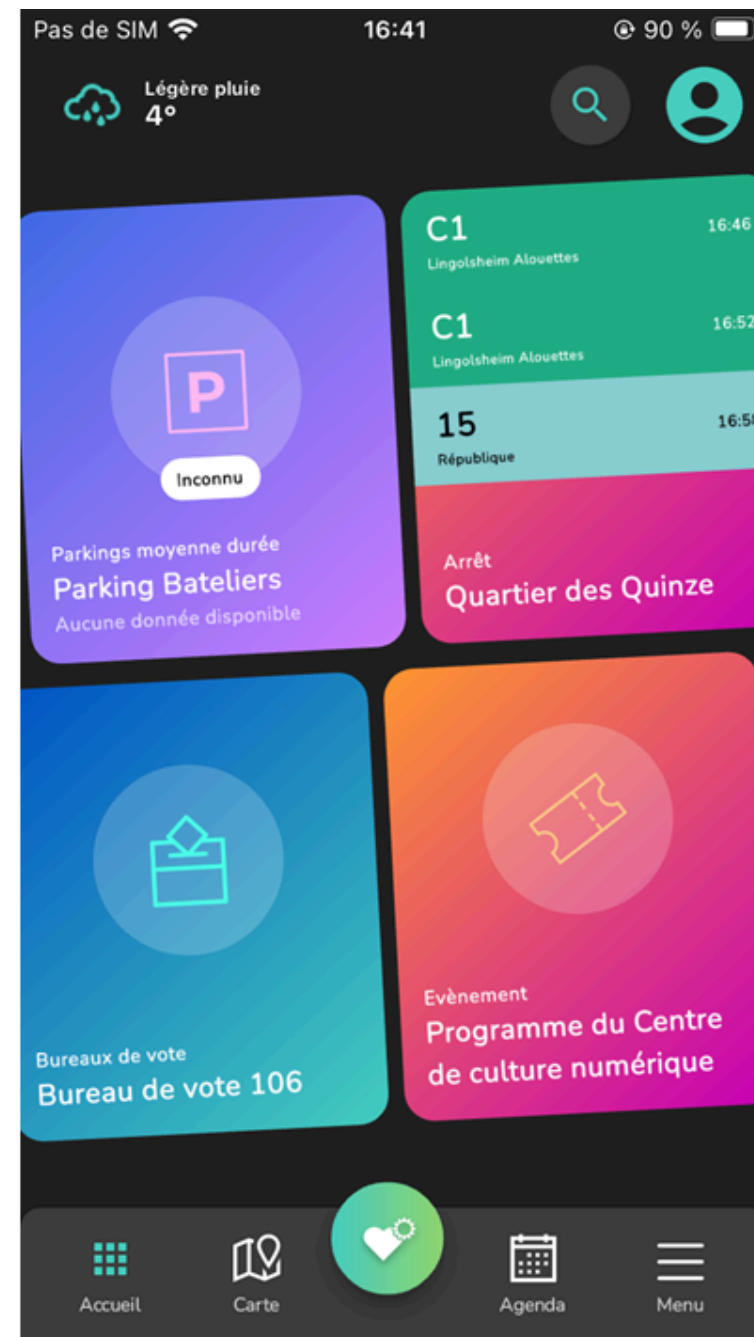 Pas de SIM
16:41
90 %
Légère pluie
4°
P
Inconnu
Parkings moyenne durée
Parking Bateliers
Aucune donnée disponible
C1
16:46
Lingolsheim Alouettes
C1
16:52
Lingolsheim Alouettes
15
16:58
République
Arrêt
Quartier des Quinze
Bureaux de vote
Bureau de vote 106
Evènement
Programme du Centre
de culture numérique
Accueil
Carte
Agenda
Menu